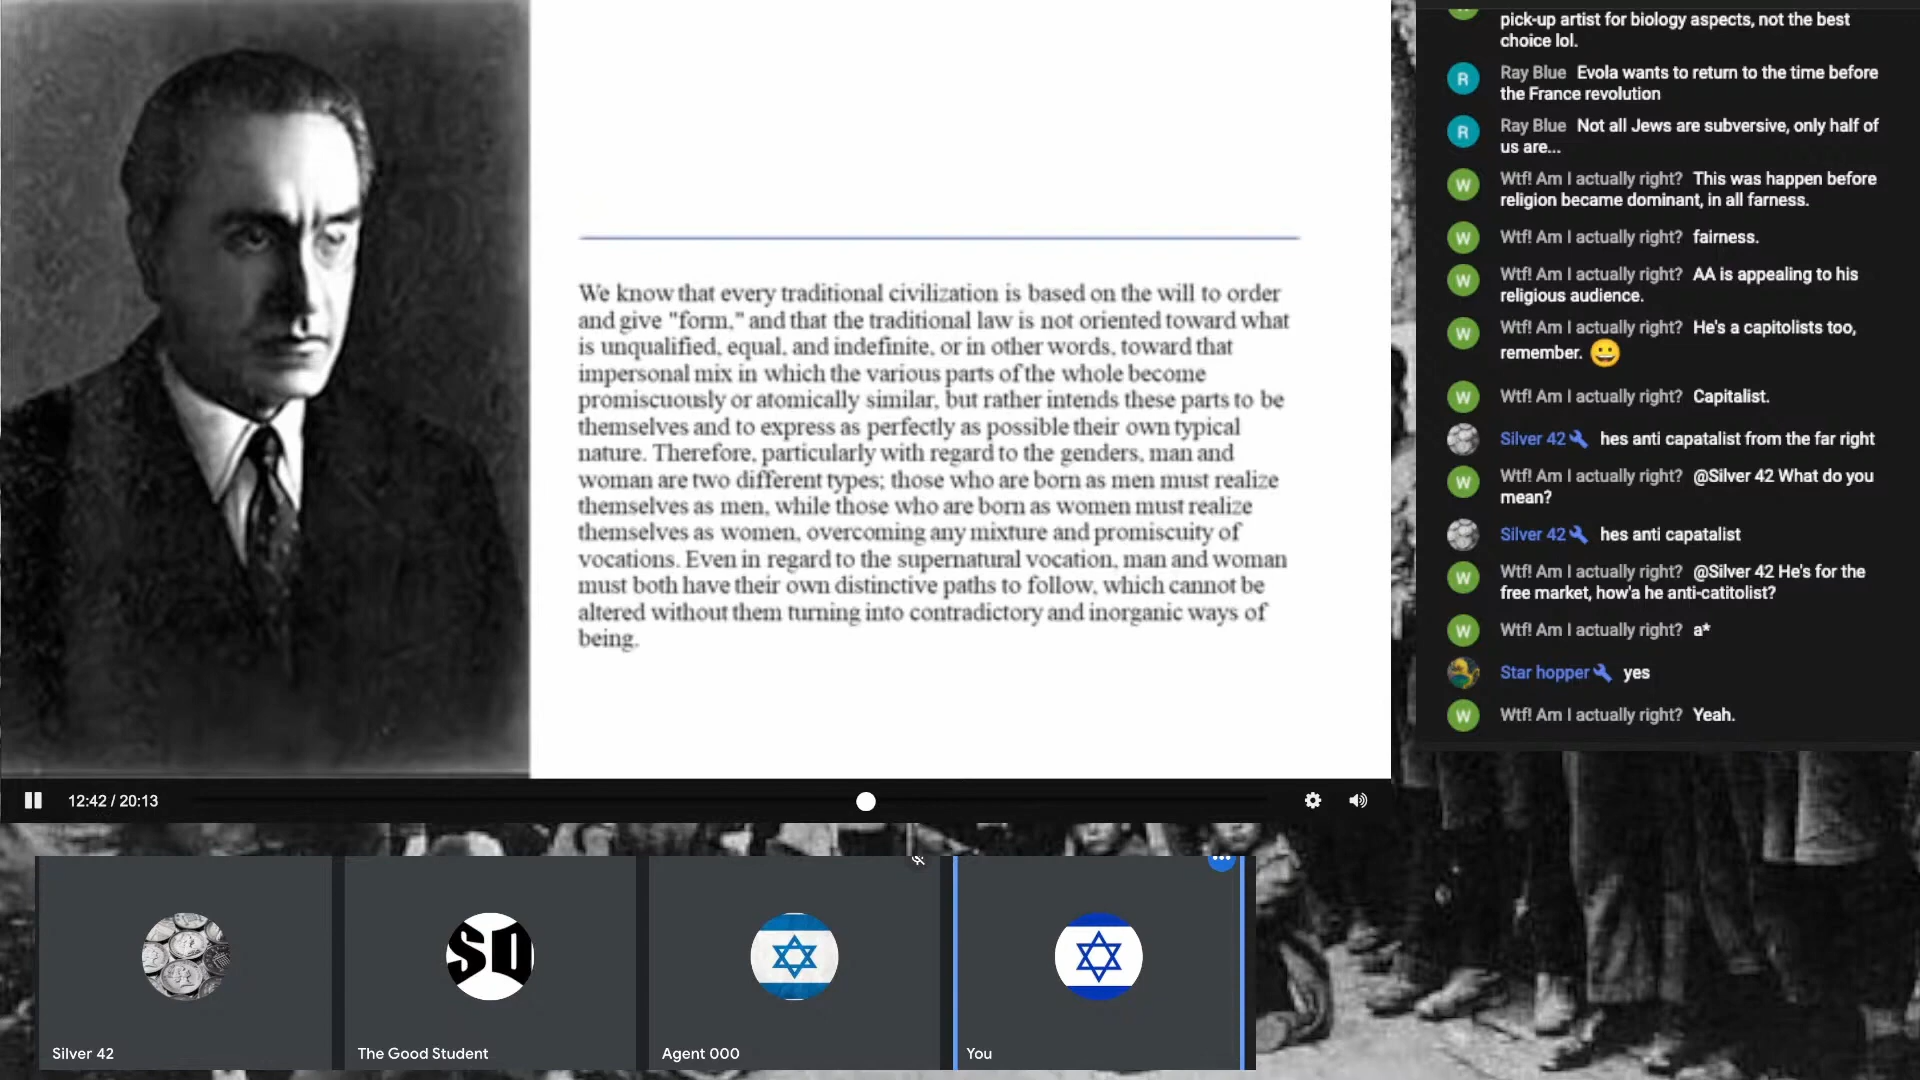 We know that every traditional civilization is based on the will to order
and give "form," and that the traditional law is not oriented toward what
is unqualified, equal, and indefinite, or in other words, toward that
impersonal mix in which the various parts of the whole become
promiscuously or atomically similar, but rather intends these parts to be
themselves and to express as perfectly as possible their own typical
nature. Therefore, particularly with regard to the genders, man and
woman are two different types; those who are born as men must realize
themselves as men, while those who are born as women must realize
themselves as women, overcoming any mixture and promiscuity of
vocations. Even in regard to the supernatural vocation, man and woman
must both have their own distinctive paths to follow, which cannot be
altered without them turning into contradictory and inorganic ways of
being.
12:42 / 20:13
W
pick-up artist for biology aspects, not the best
choice lol.
R
Ray Blue Evola wants to return to the time before
the France revolution
R
Ray Blue Not all Jews are subversive, only half of
us are...
W
Wtf! Am I actually right? This was happen before
religion became dominant, in all farness.
W
Wtf! Am I actually right? fairness.
W
Wtf! Am I actually right? AA is appealing to his
religious audience.
W
Wtf! Am I actually right? He's a capitolists too,
remember. 😀
W
Wtf! Am I actually right? Capitalist.
Silver 42 hes anti capatalist from the far right
W
Wtf! Am I actually right? @Silver 42 What do you
mean?
Silver 42 hes anti capatalist
W
Wtf! Am I actually right? @Silver 42 He's for the
free market, how'a he anti-catitolist?
W
Wtf! Am I actually right? a*
Star hopper yes
W
Wtf! Am I actually right? Yeah.
SD
Silver 42
The Good Student
Agent 000
You